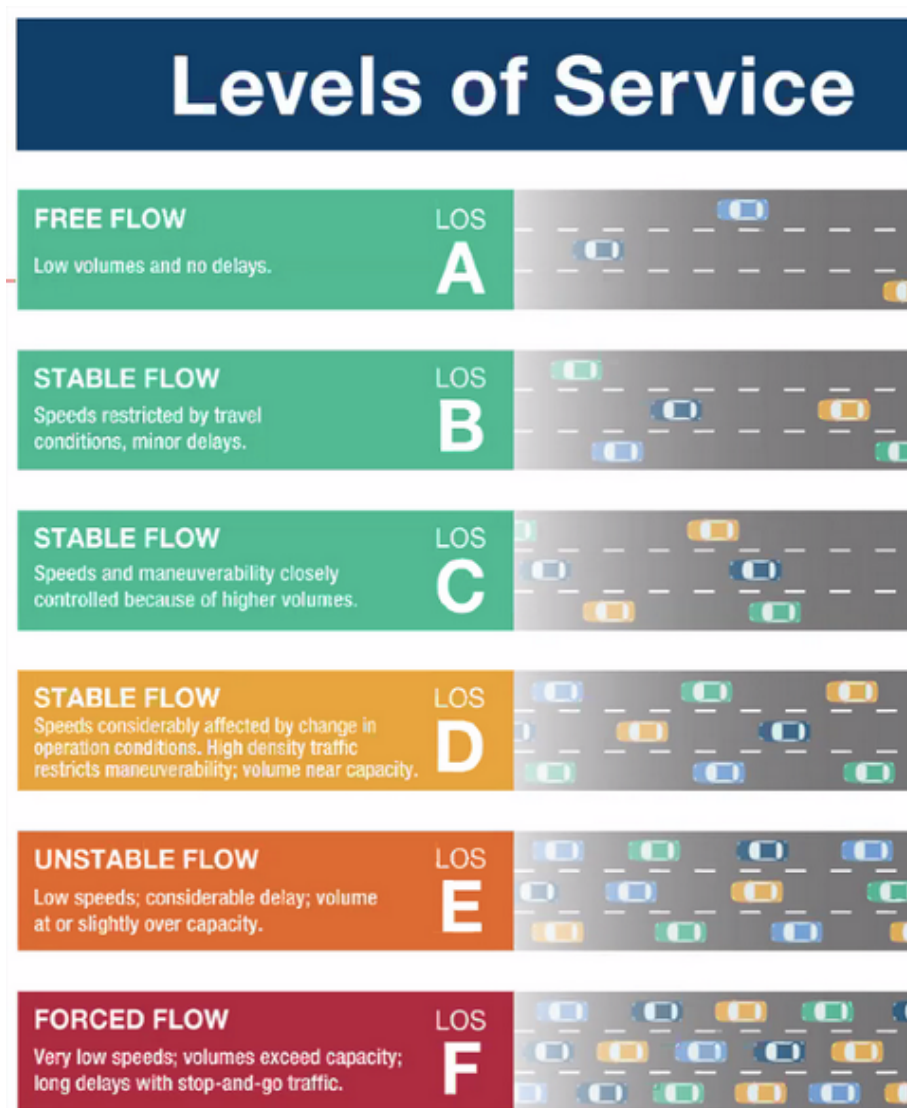 Levels of Service
FREE FLOW
Low volumes and no delays.
LOS
A
STABLE FLOW
Speeds restricted by travel
conditions, minor delays.
LOS
B
STABLE FLOW
Speeds and maneuverability closely
controlled because of higher volumes.
LOS
C
STABLE FLOW
Speeds considerably affected by change in
operation conditions. High density traffic
restricts maneuverability; volume near capacity.
LOS
D
UNSTABLE FLOW
Low speeds; considerable delay; volume
at or slightly over capacity.
LOS
E
FORCED FLOW
Very low speeds; volumes exceed capacity;
long delays with stop-and-go traffic.
LOS
F